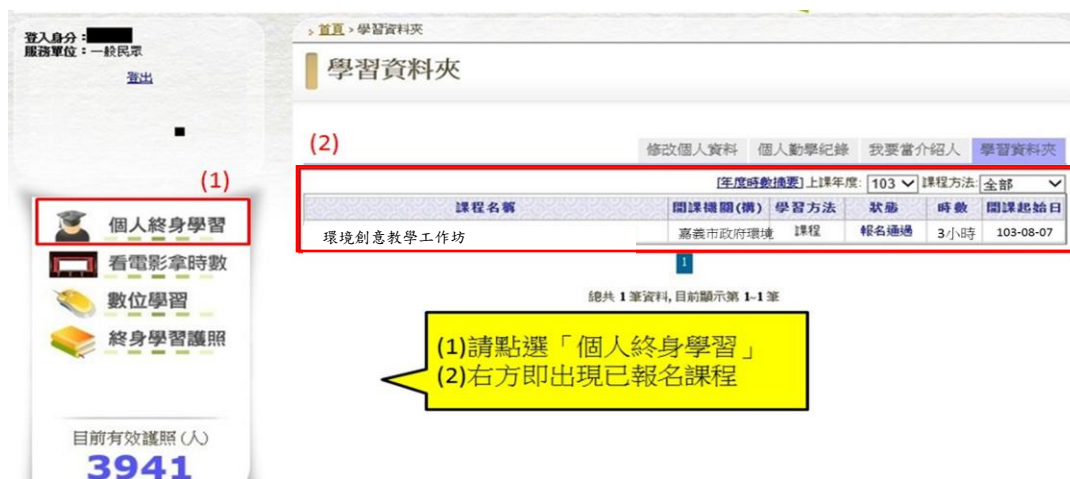 登入身分：
服務單位：一般民眾
登出
(1)
個人終身學習
看電影拿時數
數位學習
終身學習護照
目前有效護照(人)
3941
> 首頁 > 學習資料夾
學習資料夾
(2)
修改個人資料 個人勤學紀錄 我要當介紹人 學習資料夾
[年度時數摘要] 上課年度: 103 課程方法: 全部
課程名稱 開課機關(構) 學習方法 狀態 時數 開課起始日
環境創意教學工作坊 嘉義市政府環境 課程 報名通過 3小時 103-08-07
1
總共 1 筆資料, 目前顯示第 1~1 筆
(1)請點選「個人終身學習」
(2)右方即出現已報名課程